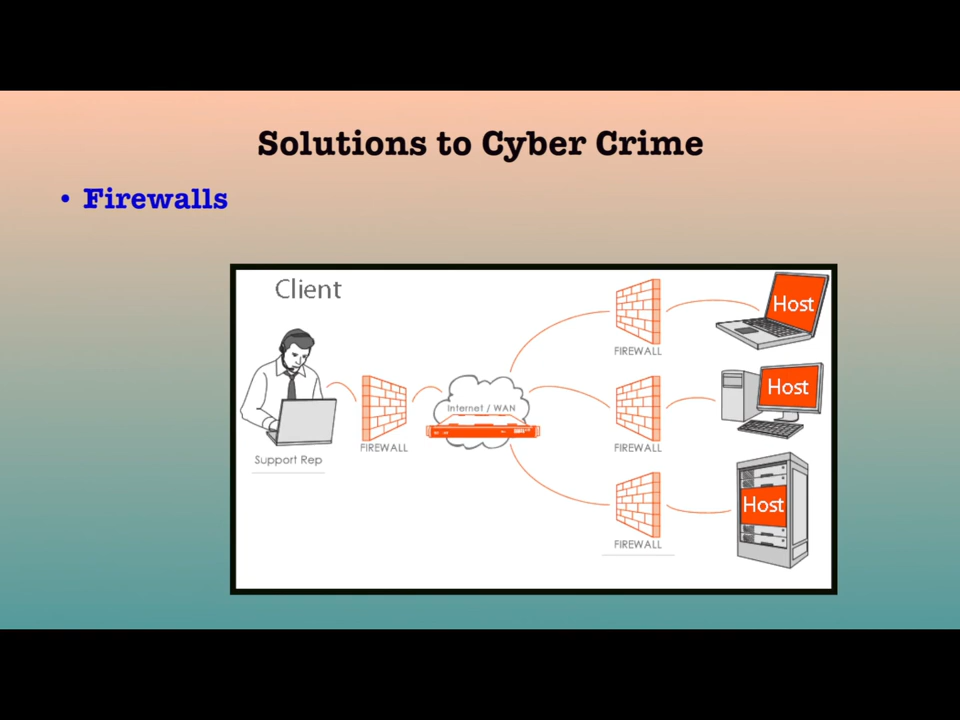 Solutions to Cyber Crime
• Firewalls
Client
Support Rep
FIREWALL
Internet / WAN
FIREWALL
Host
FIREWALL
Host
FIREWALL
Host